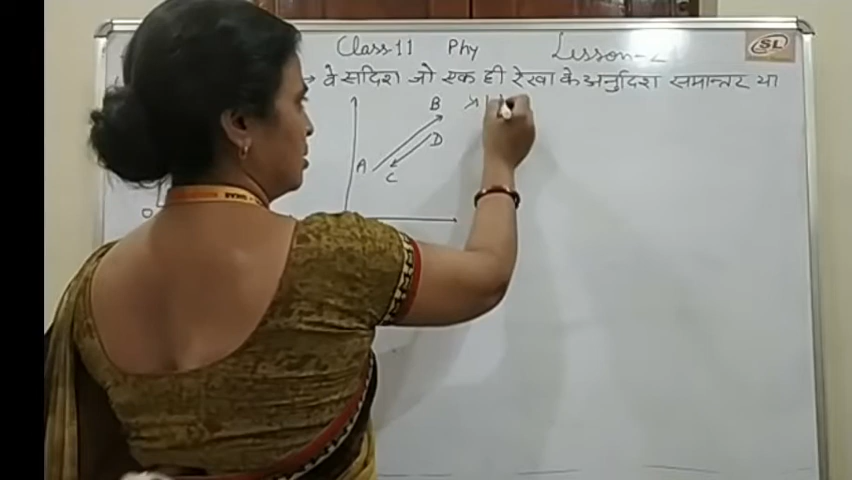 Class-11 Phy Lesson-2
वे सदिश जो एक ही रेखा के अनुदिश समान्तर या
B
D
A
C
O
SL